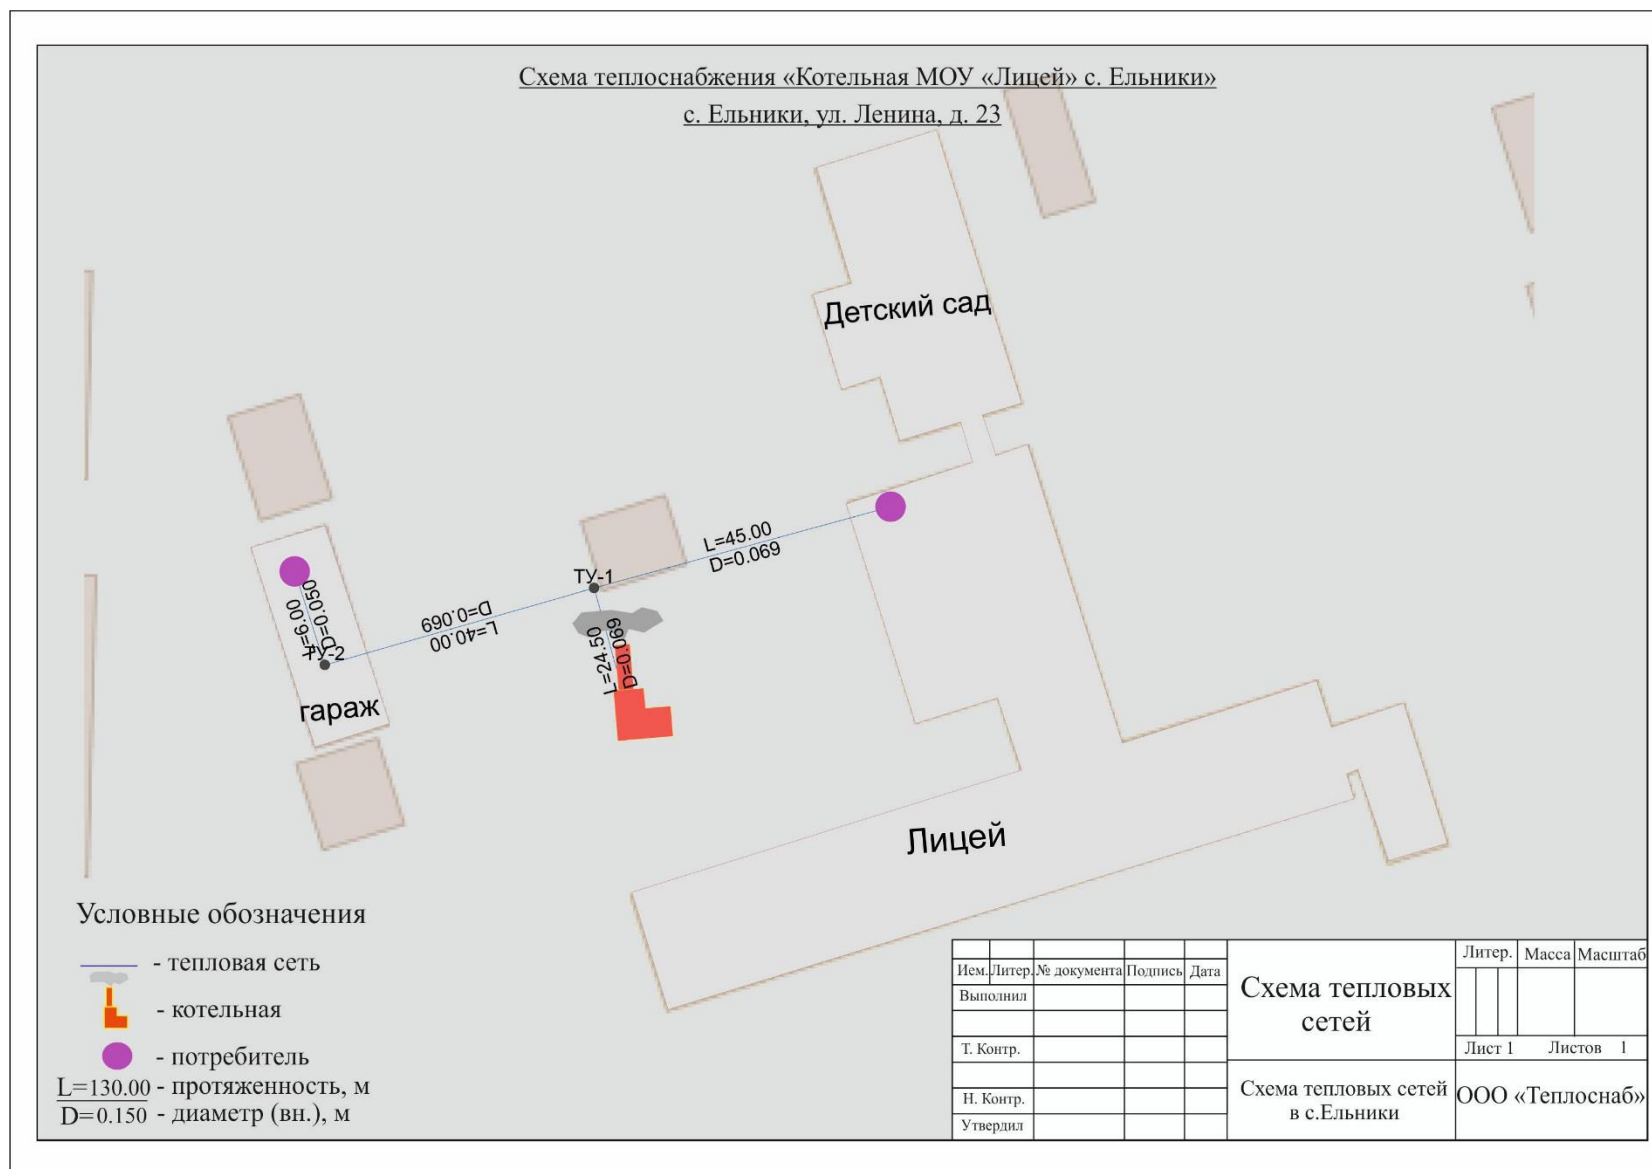 Схема теплоснабжения «Котельная МОУ «Лицей» с. Ельники»
с. Ельники, ул. Ленина, д. 23
Детский сад
L=45.00
D=0.069
ТУ-1
D=0.069
L=40.00
L=24.50
D=0.069
L=6.00
D=0.050
ТУ-2
гараж
Лицей
Условные обозначения
- тепловая сеть
- котельная
- потребитель
L=130.00 - протяженность, м
D=0.150 - диаметр (вн.), м
Изм. Литер. № документа Подпись Дата
Выполнил
Т. Контр.
Н. Контр.
Утвердил
Схема тепловых
сетей
Литер. Масса Масштаб
Лист 1 Листов 1
Схема тепловых сетей
в с.Ельники
ООО «Теплоснаб»